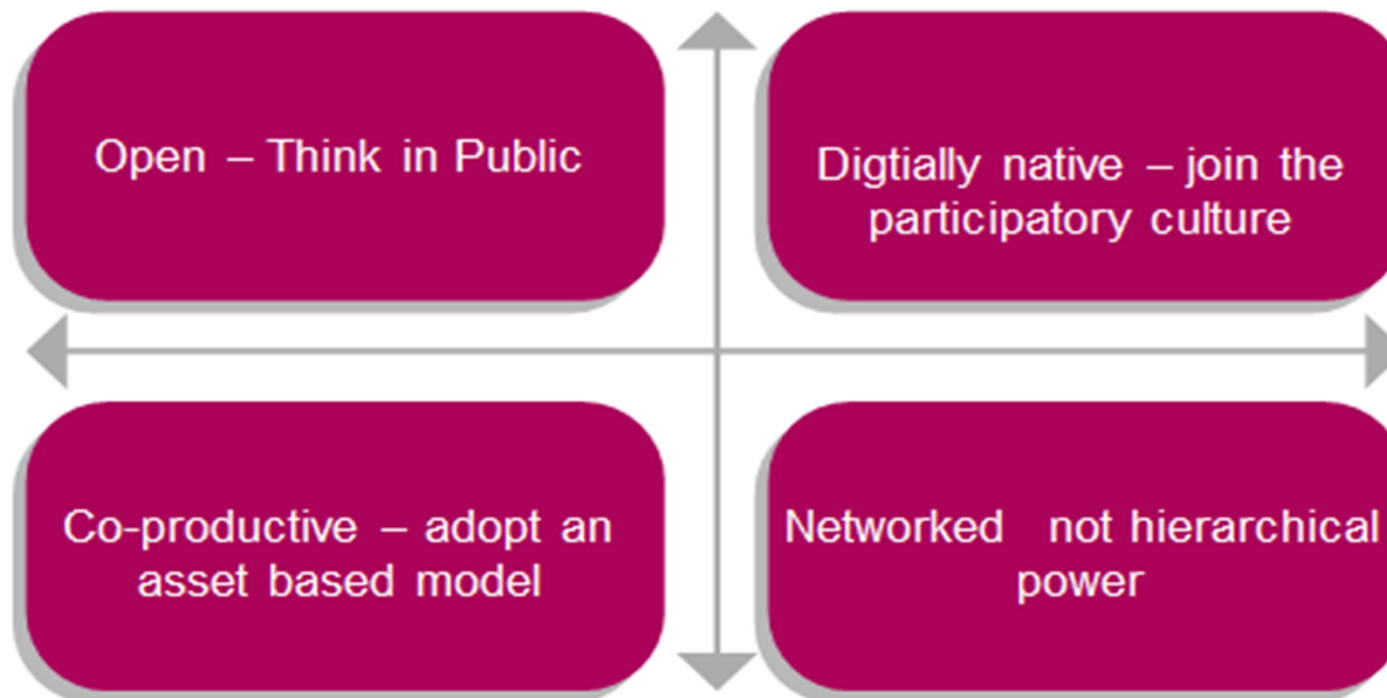 Open – Think in Public
Digtially native – join the
participatory culture
Co-productive – adopt an
asset based model
Networked not hierarchical
power